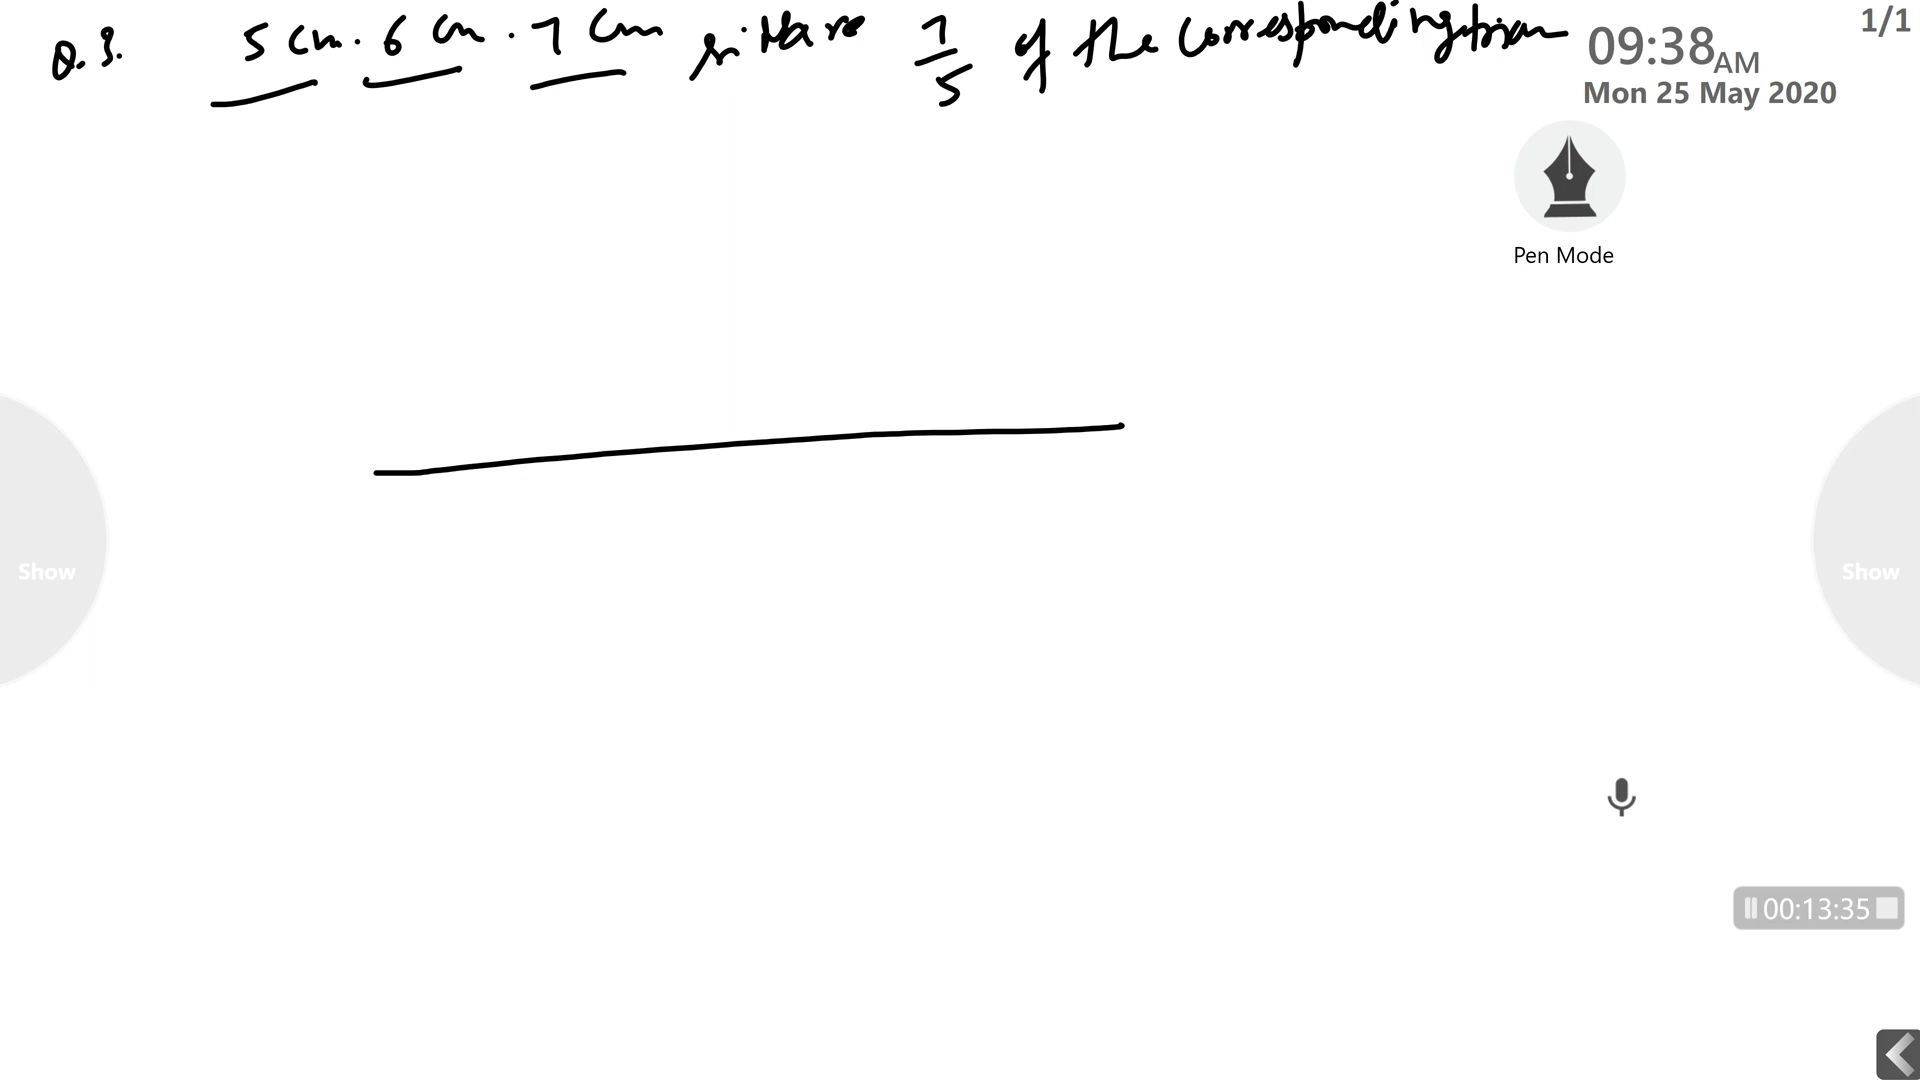 Q.3. 5 cm. 6 cm. 7 cm 7/5 of the corresponding
09:38AM
1/1
Mon 25 May 2020
Pen Mode
Show
Show
00:13:35